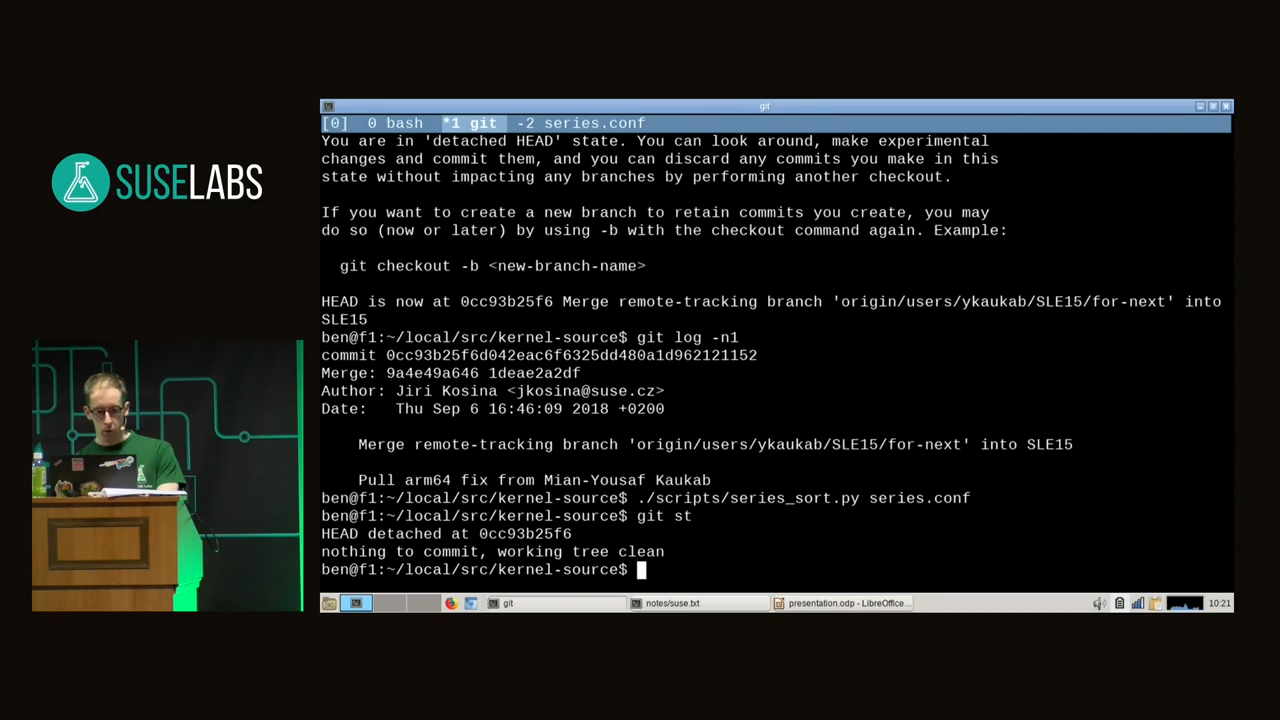 SUSELABS
git
[0] 0 bash *1 git -2 series.conf
You are in 'detached HEAD' state. You can look around, make experimental
changes and commit them, and you can discard any commits you make in this
state without impacting any branches by performing another checkout.
If you want to create a new branch to retain commits you create, you may
do so (now or later) by using -b with the checkout command again. Example:
git checkout -b <new-branch-name>
HEAD is now at 0cc93b25f6 Merge remote-tracking branch 'origin/users/ykaukab/SLE15/for-next' into
SLE15
ben@f1:~/local/src/kernel-source$ git log -n1
commit 0cc93b25f6d042eac6f6325dd480a1d962121152
Merge: 9a4e49a646 1deae2a2df
Author: Jiri Kosina <jkosina@suse.cz>
Date: Thu Sep 6 16:46:09 2018 +0200
Merge remote-tracking branch 'origin/users/ykaukab/SLE15/for-next' into SLE15
Pull arm64 fix from Mian-Yousaf Kaukab
ben@f1:~/local/src/kernel-source$ ./scripts/series_sort.py series.conf
ben@f1:~/local/src/kernel-source$ git st
HEAD detached at 0cc93b25f6
nothing to commit, working tree clean
ben@f1:~/local/src/kernel-source$
git notes/suse.txt presentation.odp - LibreOffice... 10:21